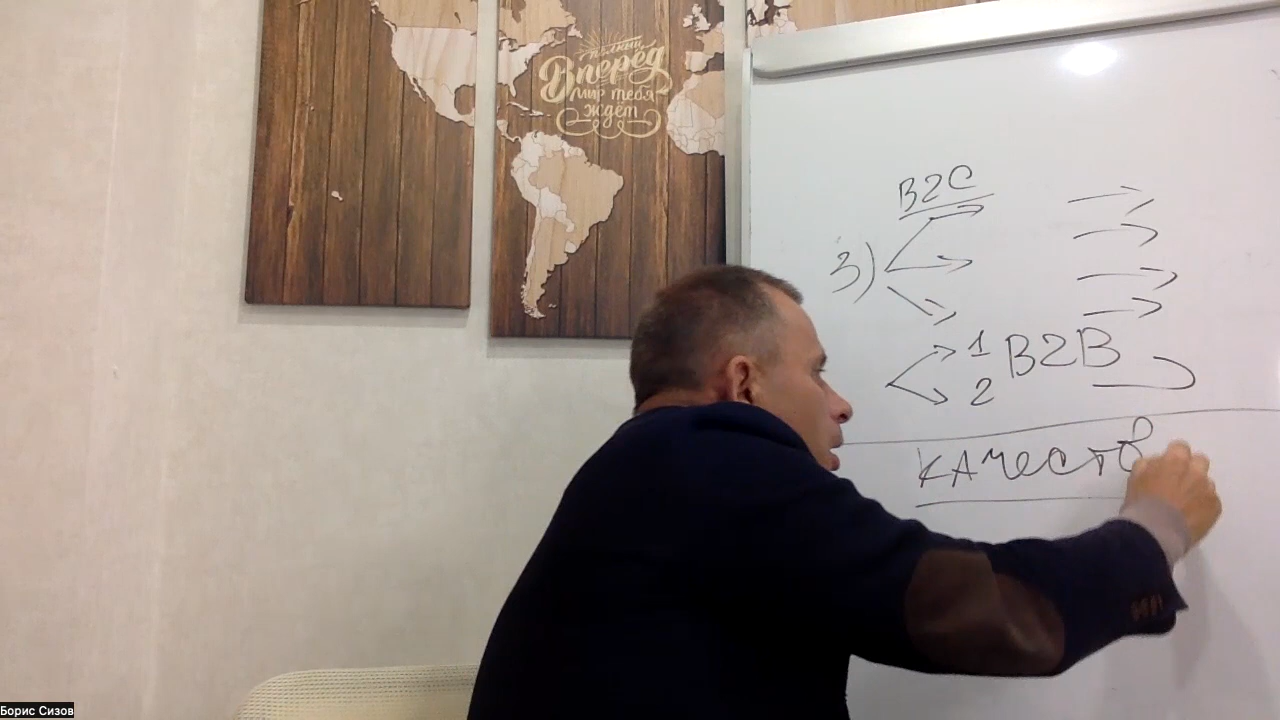 Вперёд
мир тебя
ждёт
B2C
3)
1 B2B
2
качеств
Борис Сизов